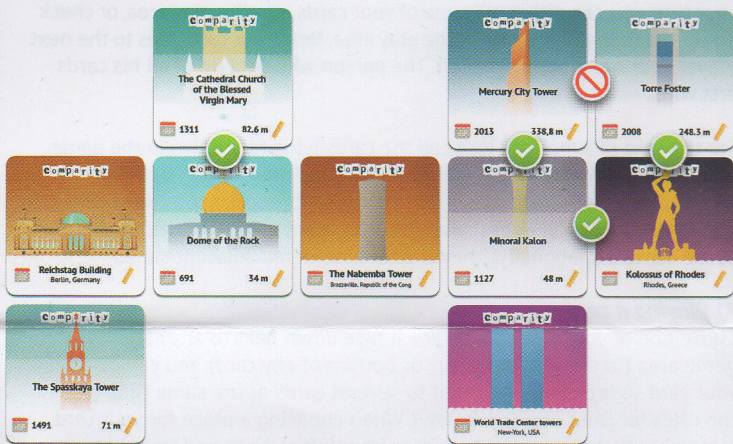 comparity
The Cathedral Church
of the Blessed
Virgin Mary
1311 82.6 m
comparity
Mercury City Tower
2013 338,8 m
comparity
Torre Foster
2008 248.3 m
comparity
Reichstag Building
Berlin, Germany
comparity
Dome of the Rock
691 34 m
comparity
The Nabemba Tower
Brazzeville, Republic of the Cong
comparity
Minorai Kalon
1127 48 m
comparity
Kolossus of Rhodes
Rhodes, Greece
comparity
The Spasskaya Tower
1491 71 m
comparity
World Trade Center towers
New-York, USA